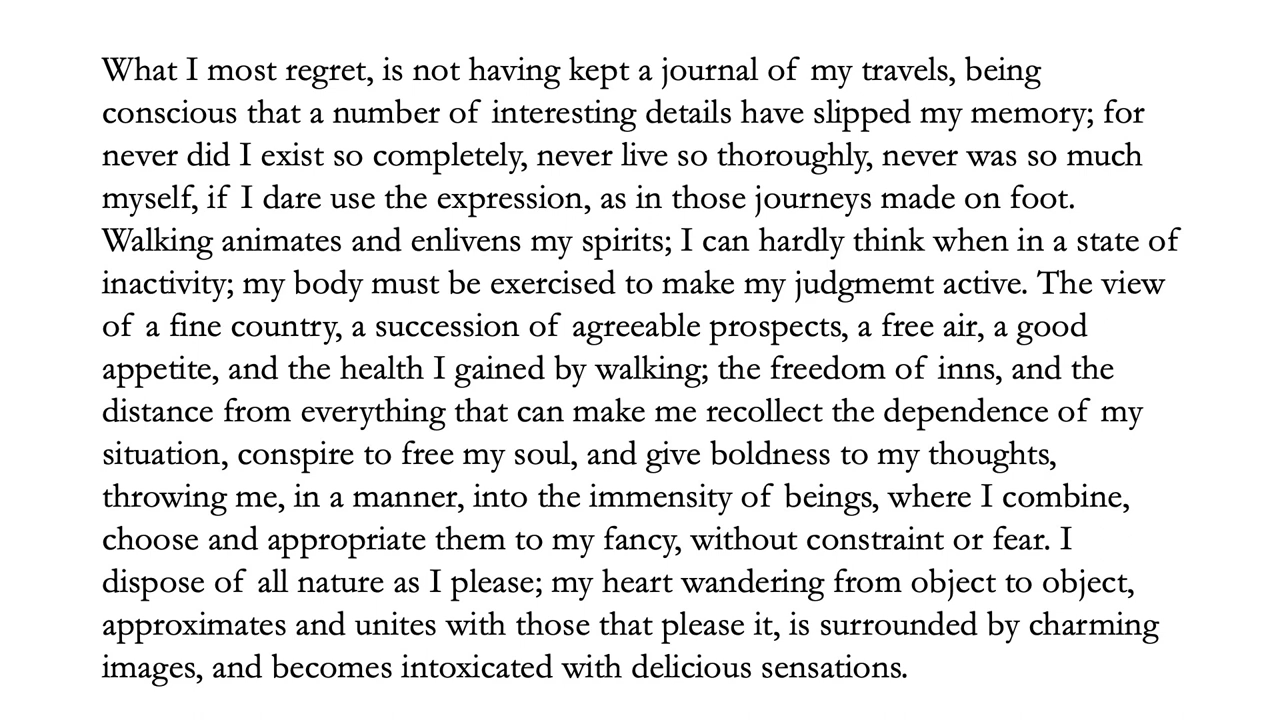 What I most regret, is not having kept a journal of my travels, being
conscious that a number of interesting details have slipped my memory; for
never did I exist so completely, never live so thoroughly, never was so much
myself, if I dare use the expression, as in those journeys made on foot.
Walking animates and enlivens my spirits; I can hardly think when in a state of
inactivity; my body must be exercised to make my judgmemt active. The view
of a fine country, a succession of agreeable prospects, a free air, a good
appetite, and the health I gained by walking; the freedom of inns, and the
distance from everything that can make me recollect the dependence of my
situation, conspire to free my soul, and give boldness to my thoughts,
throwing me, in a manner, into the immensity of beings, where I combine,
choose and appropriate them to my fancy, without constraint or fear. I
dispose of all nature as I please; my heart wandering from object to object,
approximates and unites with those that please it, is surrounded by charming
images, and becomes intoxicated with delicious sensations.